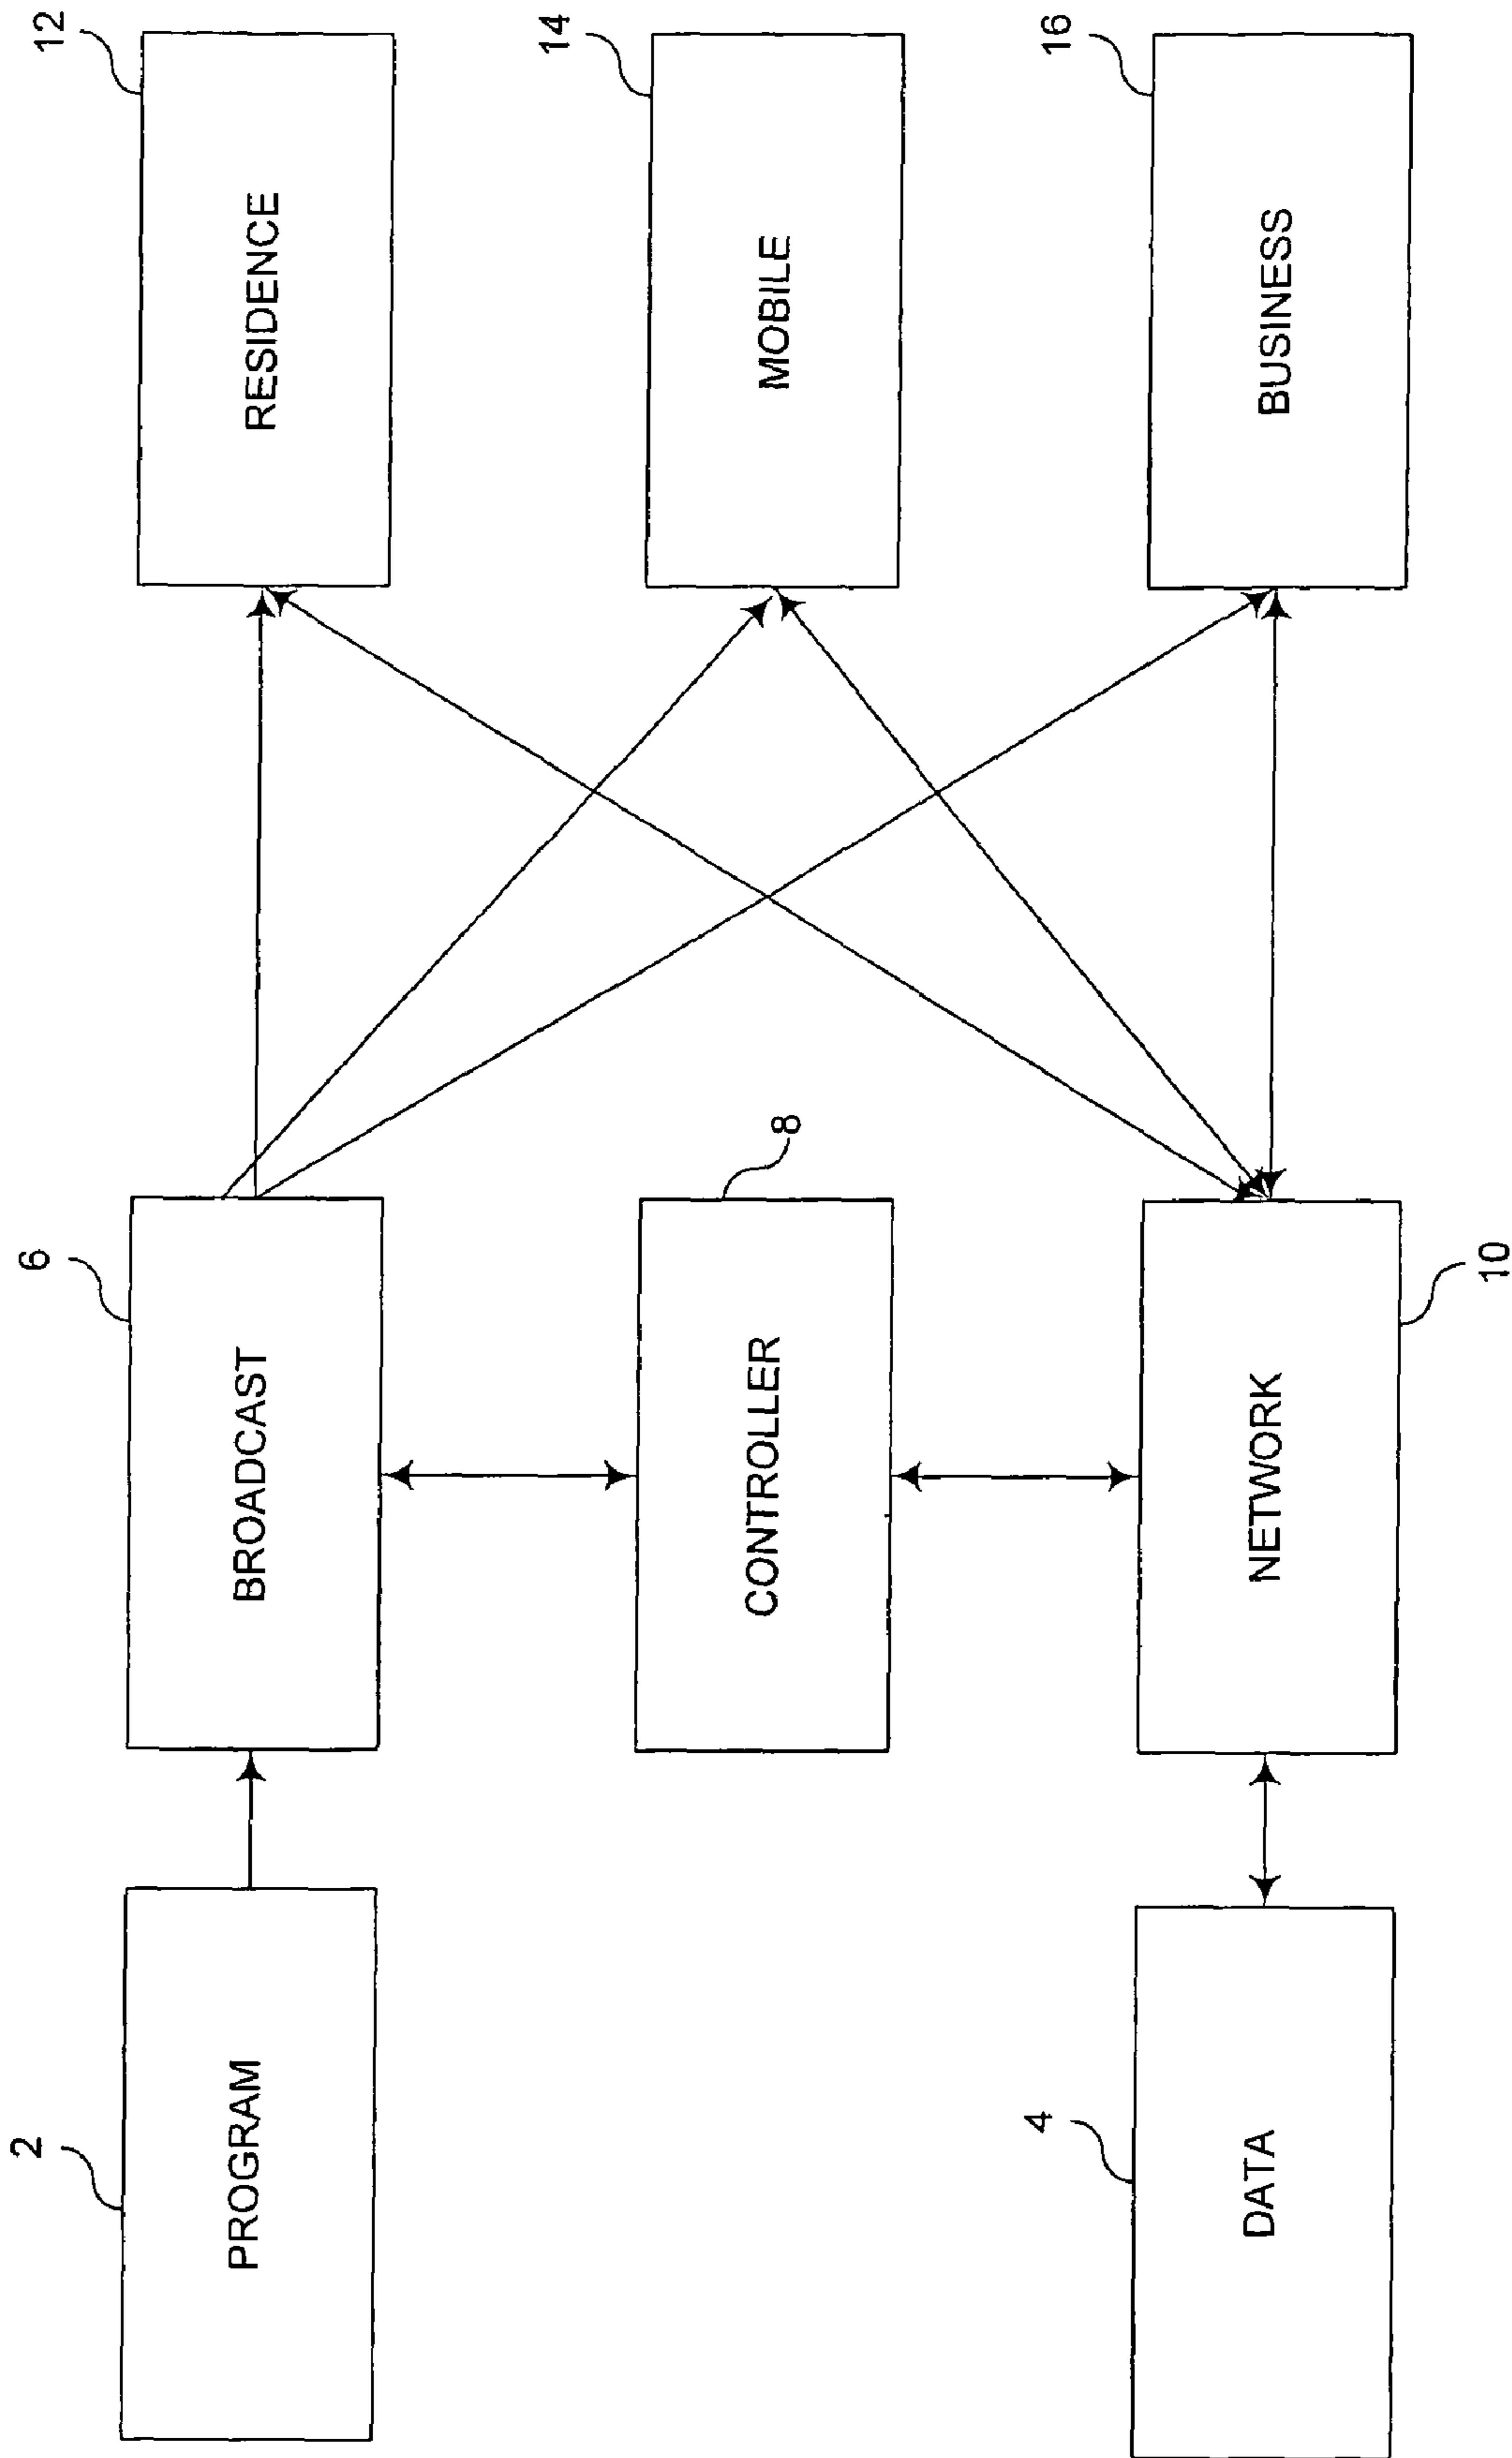 2
PROGRAM
6
BROADCAST
12
RESIDENCE
8
CONTROLLER
14
MOBILE
4
DATA
10
NETWORK
16
BUSINESS